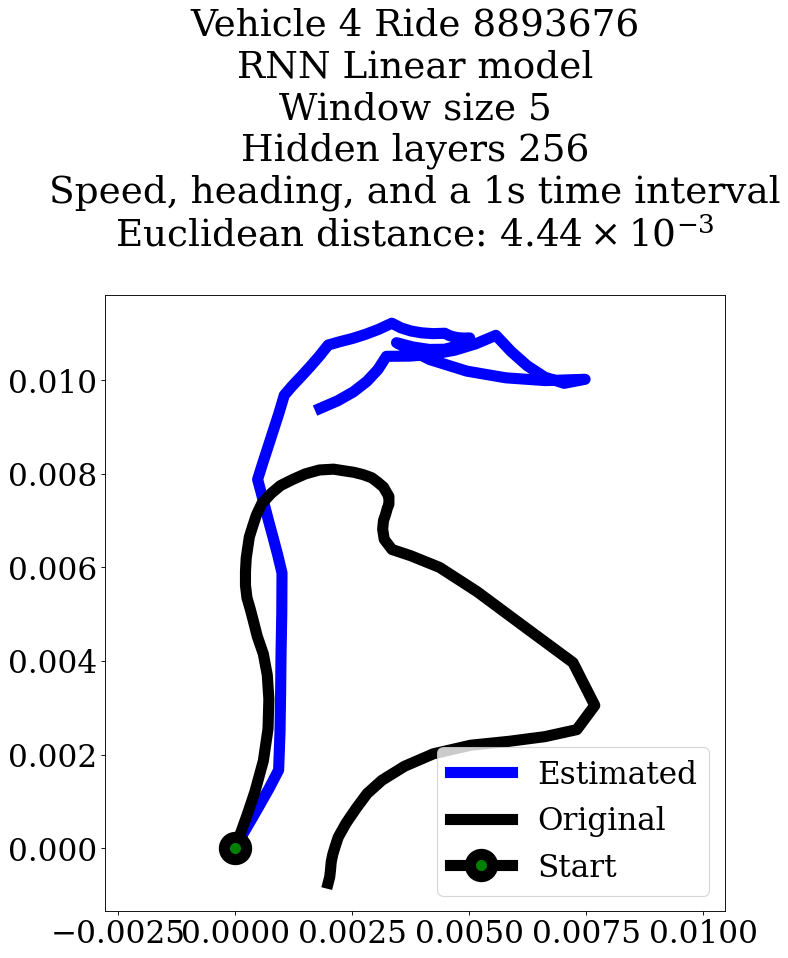 Vehicle 4 Ride 8893676
RNN Linear model
Window size 5
Hidden layers 256
Speed, heading, and a 1s time interval
Euclidean distance: 4.44 × 10⁻³
0.010
0.008
0.006
0.004
0.002
0.000
Estimated
Original
Start
−0.0025 0.0000 0.0025 0.0050 0.0075 0.0100